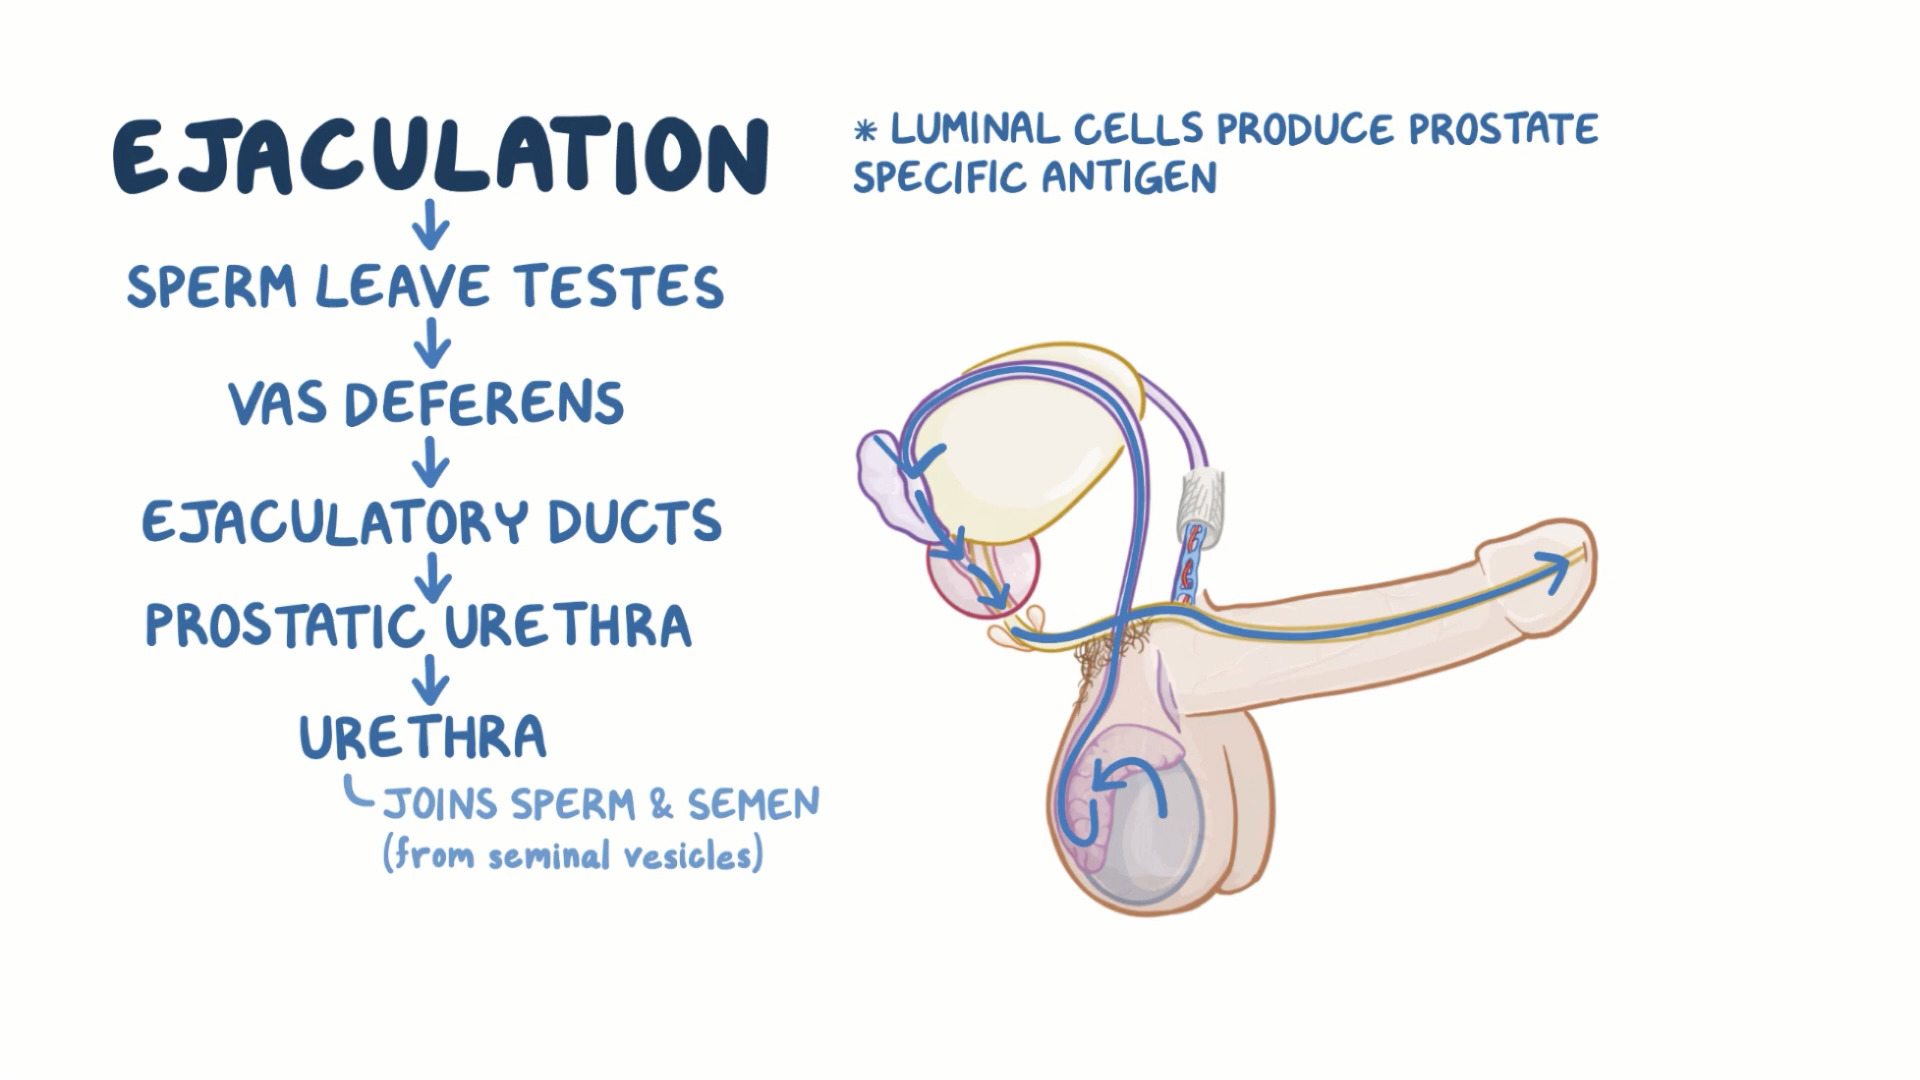 EJACULATION
SPERM LEAVE TESTES
VAS DEFERENS
EJACULATORY DUCTS
PROSTATIC URETHRA
URETHRA
JOINS SPERM & SEMEN
(from seminal vesicles)
* LUMINAL CELLS PRODUCE PROSTATE
SPECIFIC ANTIGEN